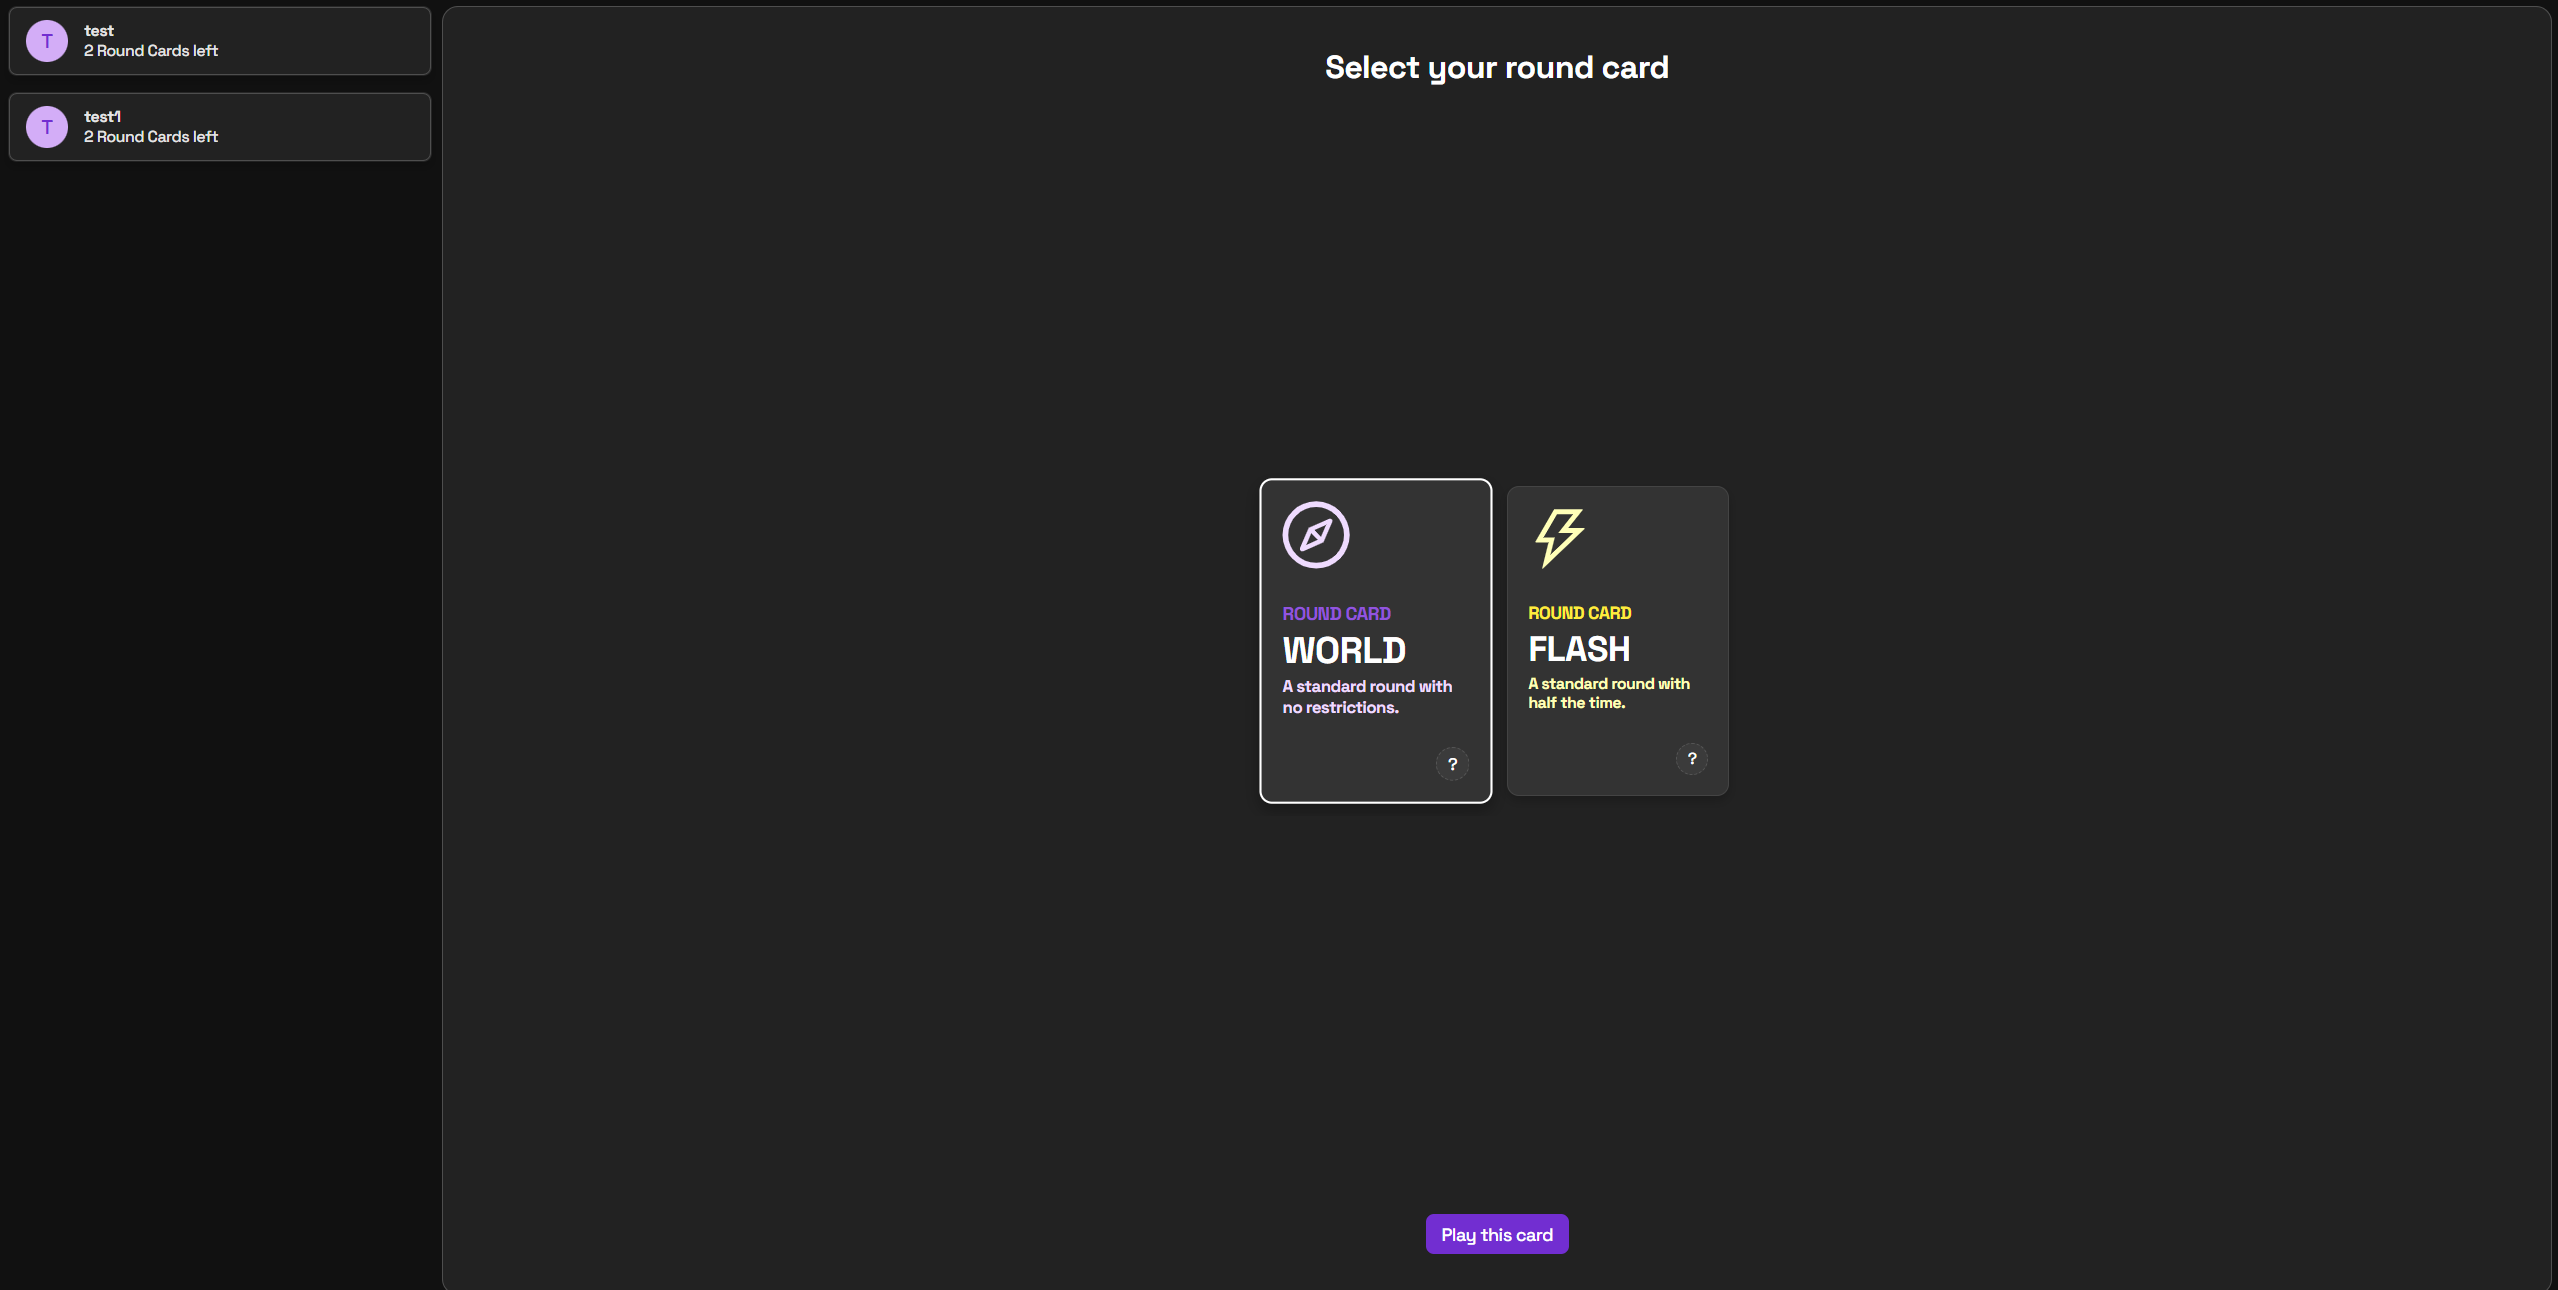 T
test
2 Round Cards left
T
test1
2 Round Cards left
Select your round card
ROUND CARD
WORLD
A standard round with
no restrictions.
?
ROUND CARD
FLASH
A standard round with
half the time.
?
Play this card